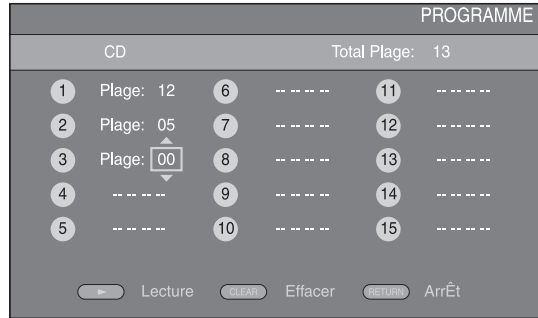 PROGRAMME
CD Total Plage: 13
1 Plage: 12 6 -- -- -- -- 11 -- -- -- --
2 Plage: 05 7 -- -- -- -- 12 -- -- -- --
3 Plage: 00 8 -- -- -- -- 13 -- -- -- --
4 -- -- -- -- 9 -- -- -- -- 14 -- -- -- --
5 -- -- -- -- 10 -- -- -- -- 15 -- -- -- --
Lecture CLEAR Effacer RETURN ArrÊt